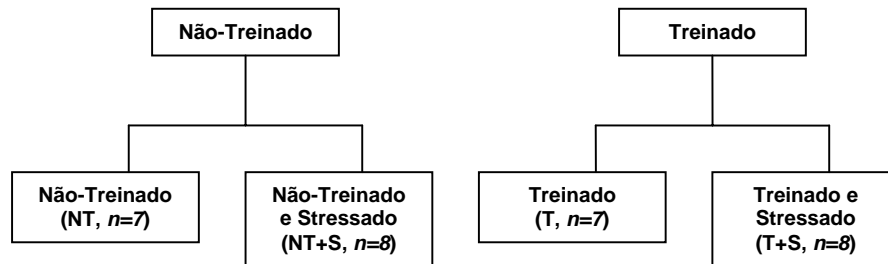 Não-Treinado
Treinado
Não-Treinado
(NT, n=7)
Não-Treinado
e Stressado
(NT+S, n=8)
Treinado
(T, n=7)
Treinado e
Stressado
(T+S, n=8)